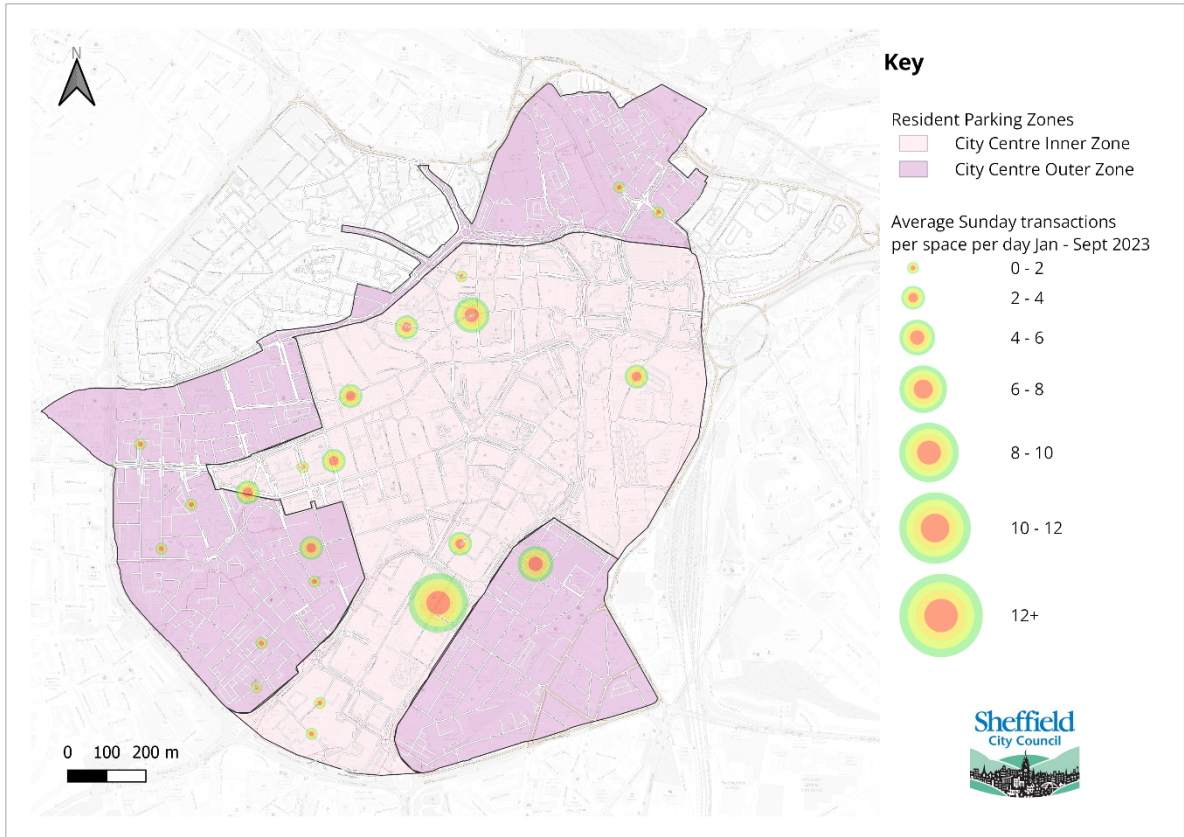 N
Key
Resident Parking Zones
City Centre Inner Zone
City Centre Outer Zone
Average Sunday transactions
per space per day Jan - Sept 2023
0 - 2
2 - 4
4 - 6
6 - 8
8 - 10
10 - 12
12+
0 100 200 m
Sheffield
City Council